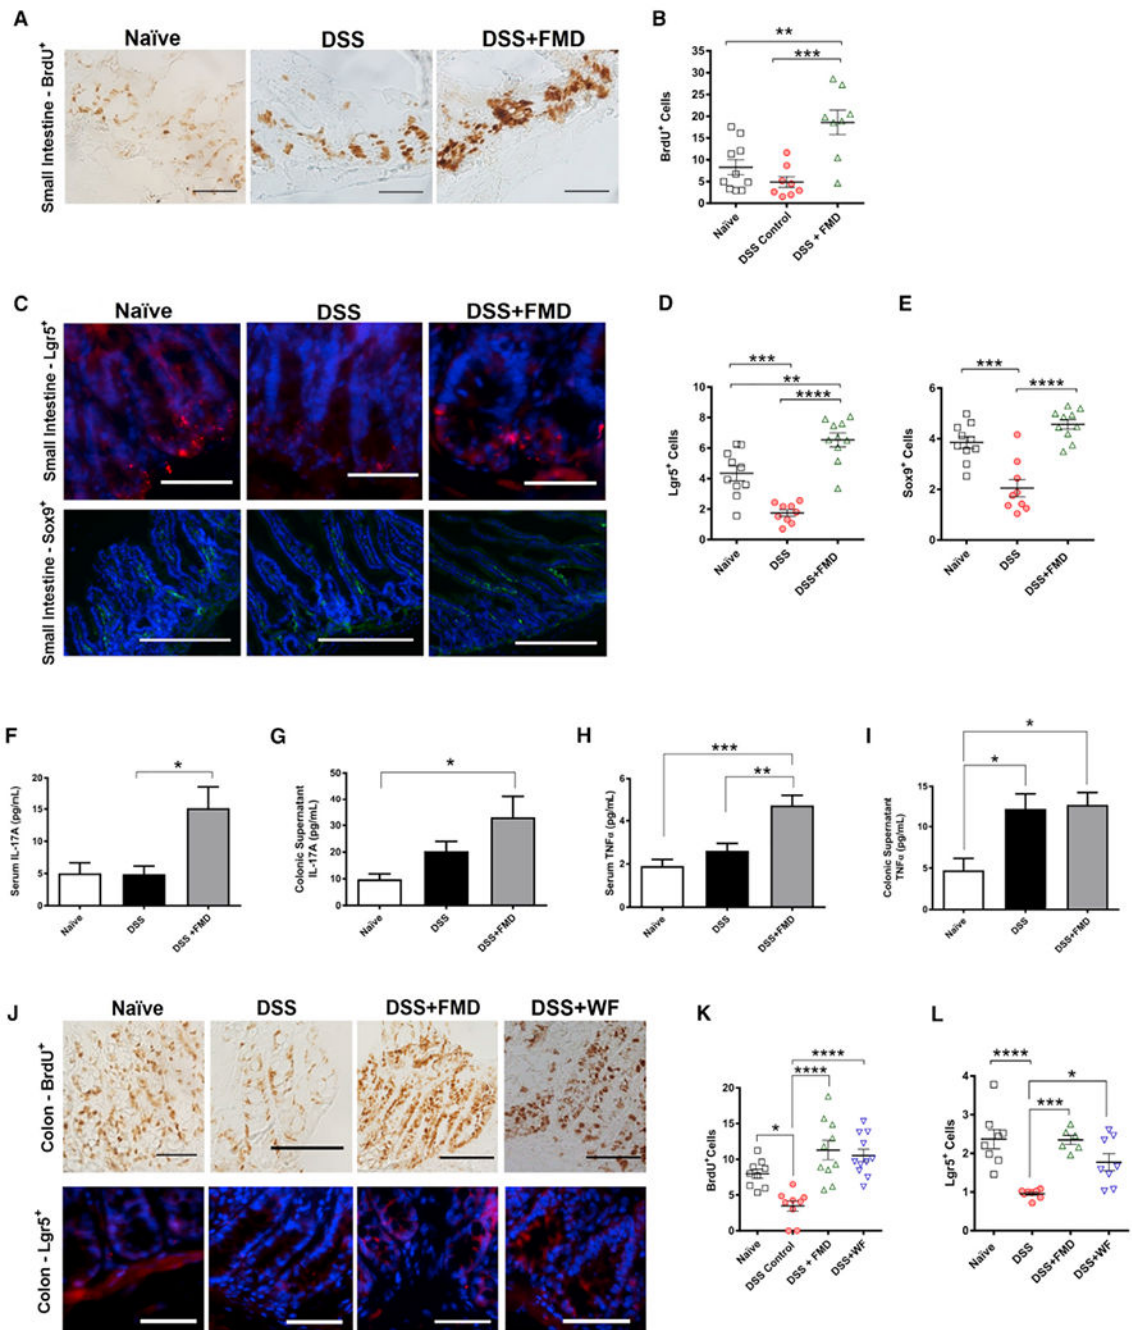 A
Naïve
DSS
DSS+FMD
Small Intestine - BrdU⁺
B
**
***
35
30
25
20
15
10
5
0
BrdU⁺ Cells
Naïve
DSS Control
DSS + FMD
C
Naïve
DSS
DSS+FMD
Small Intestine - Lgr5⁺
Small Intestine - Sox9⁺
D
***
**
****
10
8
6
4
2
0
Lgr5⁺ Cells
Naïve
DSS
DSS+FMD
E
***
****
6
4
2
0
Sox9⁺ Cells
Naïve
DSS
DSS+FMD
F
*
20
15
10
5
0
Serum IL-17A (pg/mL)
Naïve
DSS
DSS +FMD
G
*
50
40
30
20
10
0
Colonic Supernatant
IL-17A (pg/mL)
Naïve
DSS
DSS+FMD
H
***
**
6
4
2
0
Serum TNFα (pg/mL)
Naïve
DSS
DSS+FMD
I
*
*
15
10
5
0
Colonic Supernatant
TNFα (pg/mL)
Naïve
DSS
DSS+FMD
J
Naïve
DSS
DSS+FMD
DSS+WF
Colon - BrdU⁺
Colon - Lgr5⁺
K
****
****
*
20
15
10
5
0
BrdU⁺Cells
Naïve
DSS Control
DSS + FMD
DSS+WF
L
****
*
***
4
3
2
1
0
Lgr5⁺ Cells
Naïve
DSS
DSS+FMD
DSS+WF